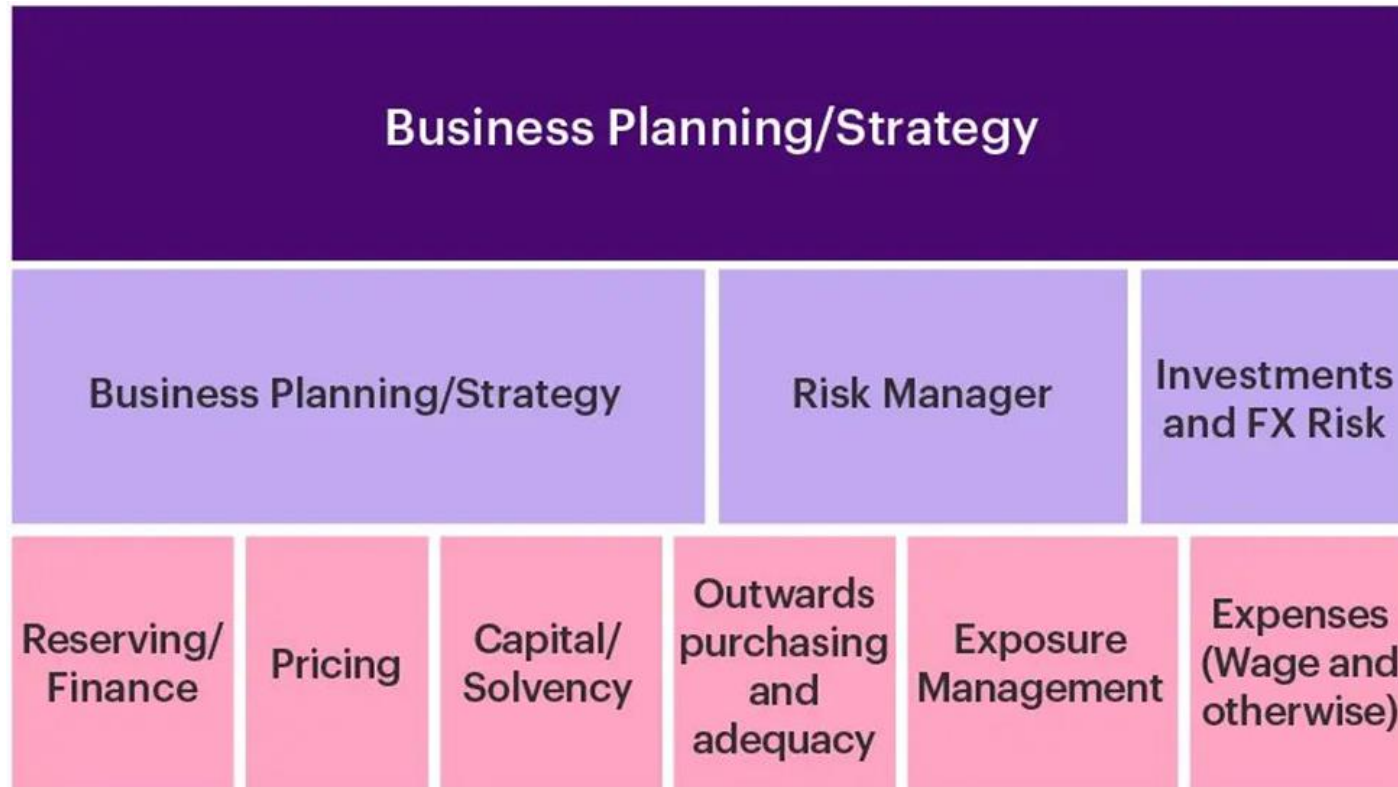 Business Planning/Strategy
Business Planning/Strategy
Risk Manager
Investments
and FX Risk
Reserving/
Finance
Pricing
Capital/
Solvency
Outwards
purchasing
and
adequacy
Exposure
Management
Expenses
(Wage and
otherwise)